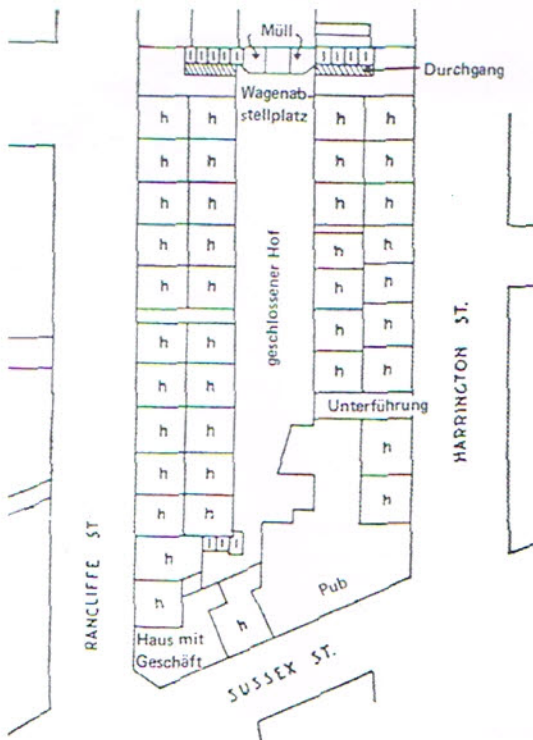 Müll
I I I I I I I I I
Durchgang
Wagenab-
stellplatz
h h h h
h h h h
h h h h
h h h h
h h h h
geschlossener Hof
h h h h
h h h h
Unterführung
h h h
h h h
h h
h I I I
h
h
Pub
Haus mit
Geschäft
RANCLIFFE ST.
HARRINGTON ST.
SUSSEX ST.